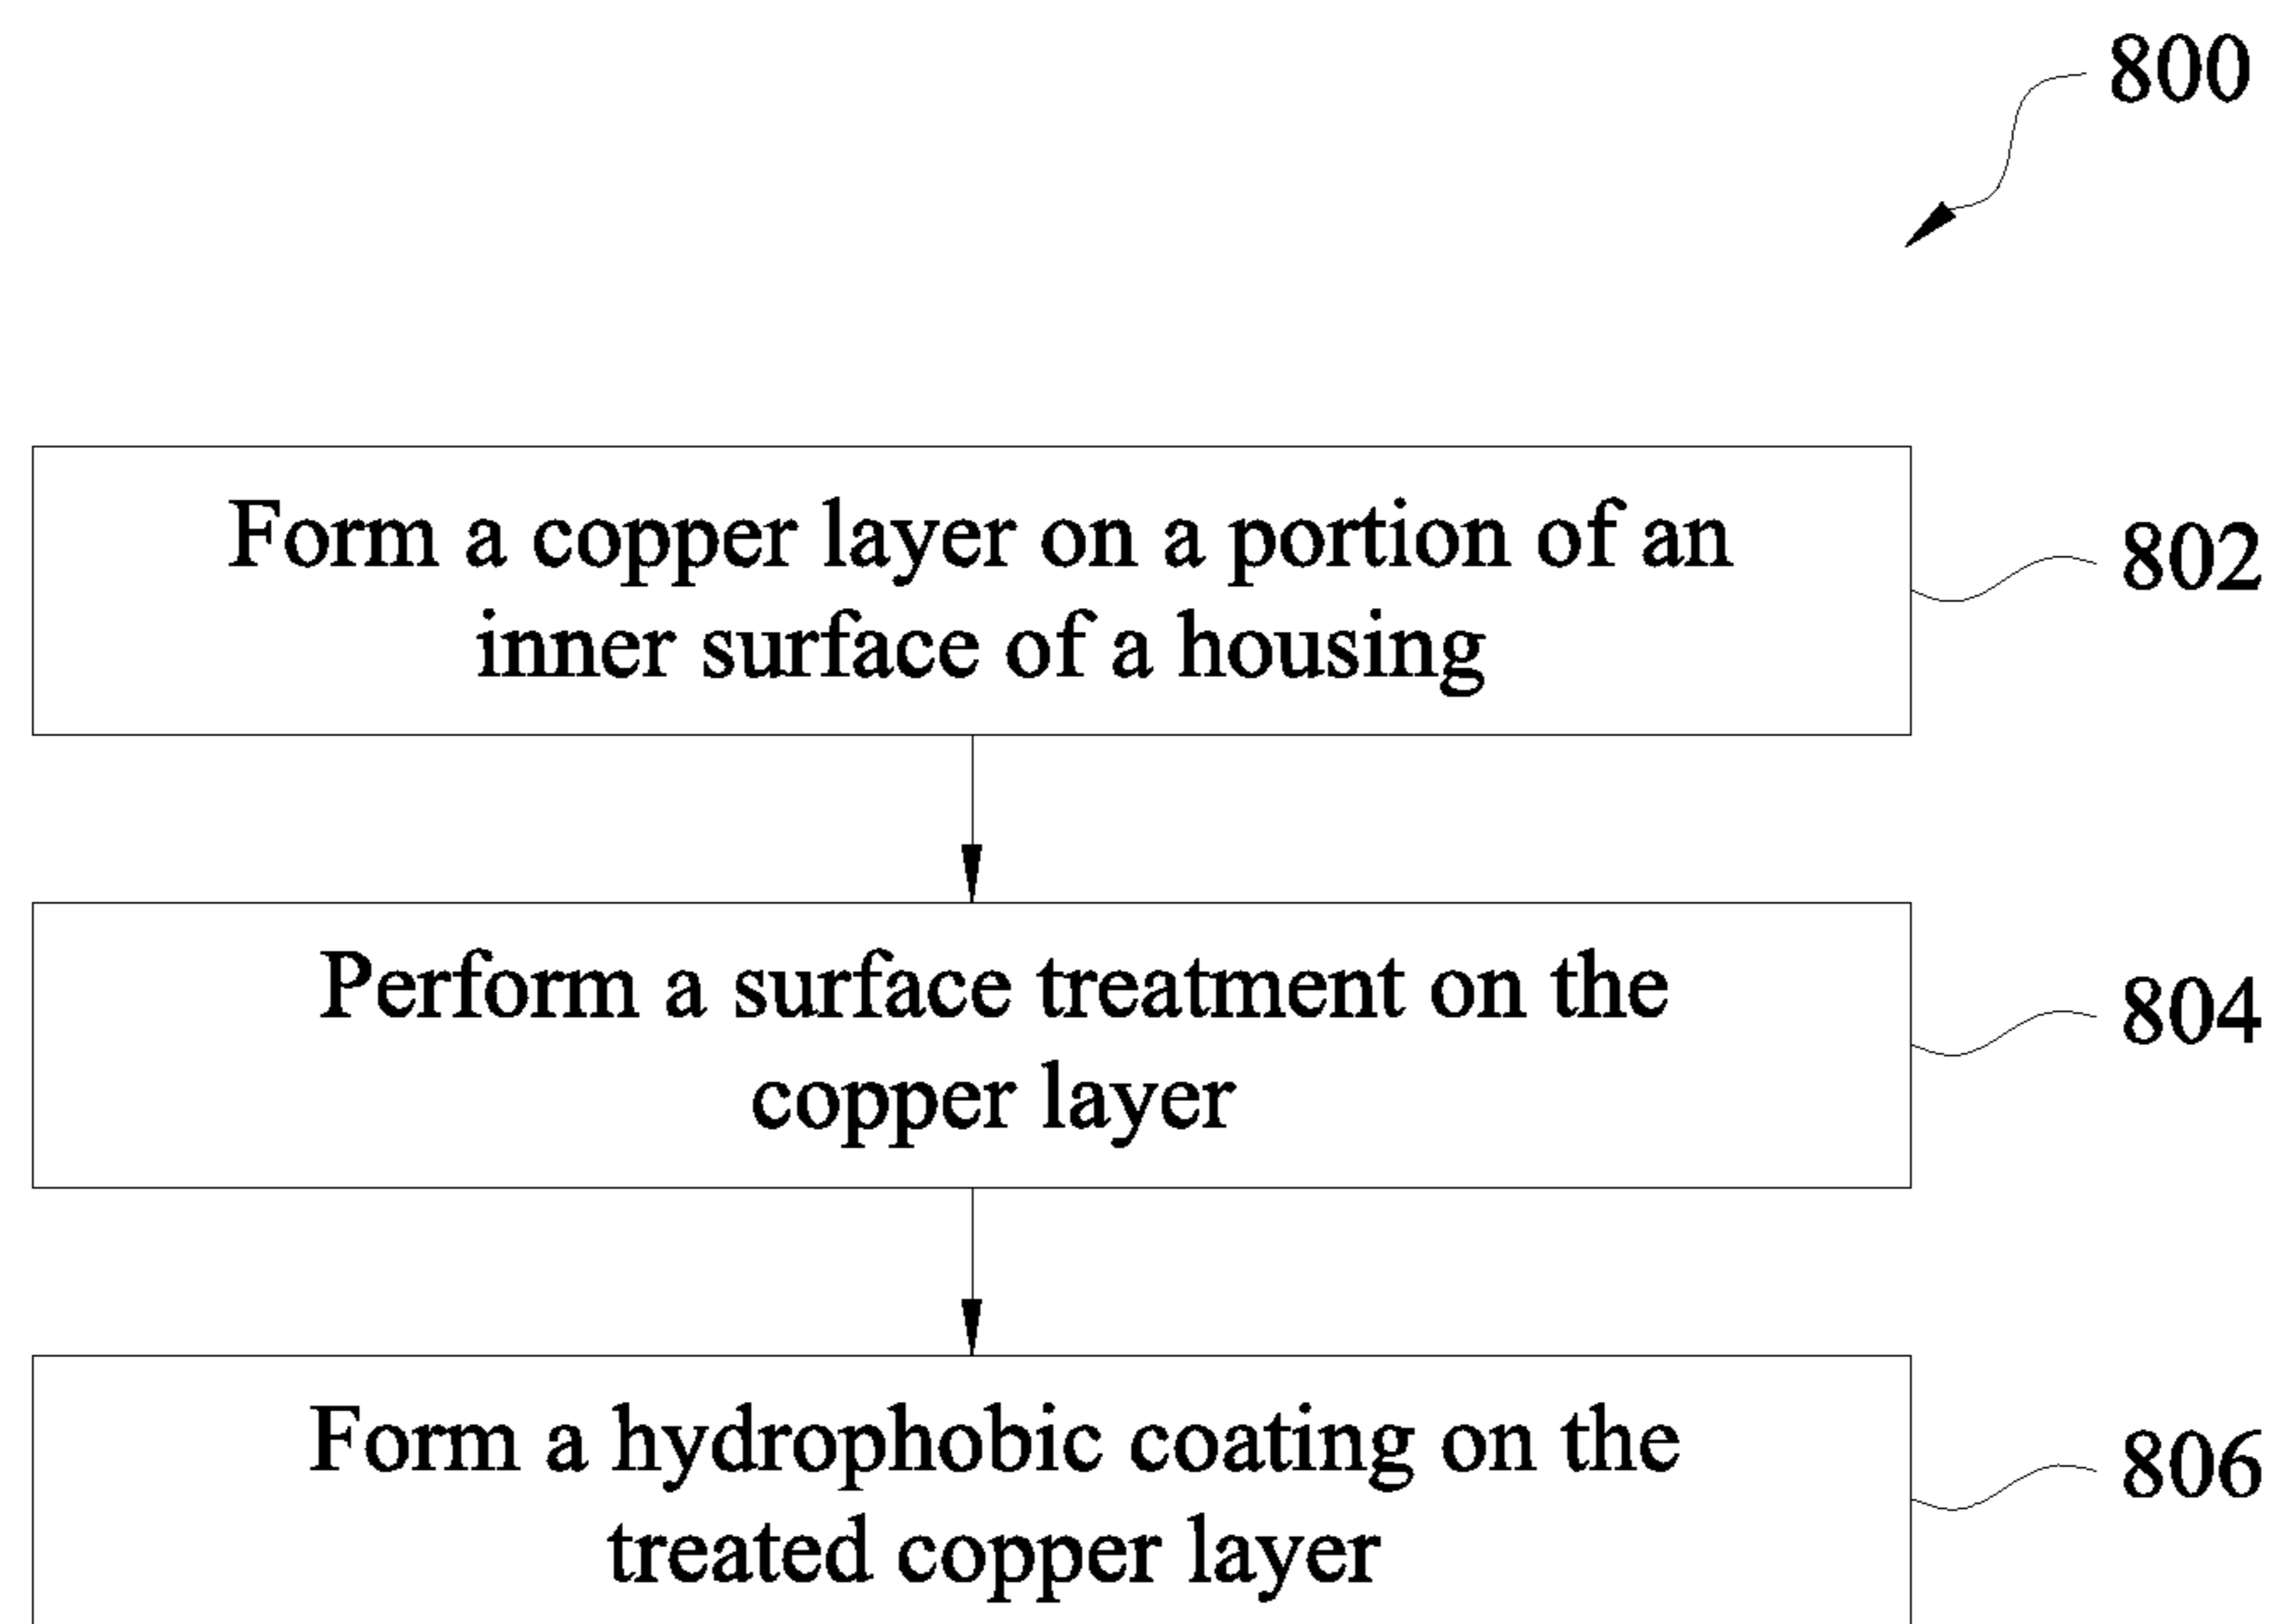 800
Form a copper layer on a portion of an
inner surface of a housing
802
Perform a surface treatment on the
copper layer
804
Form a hydrophobic coating on the
treated copper layer
806